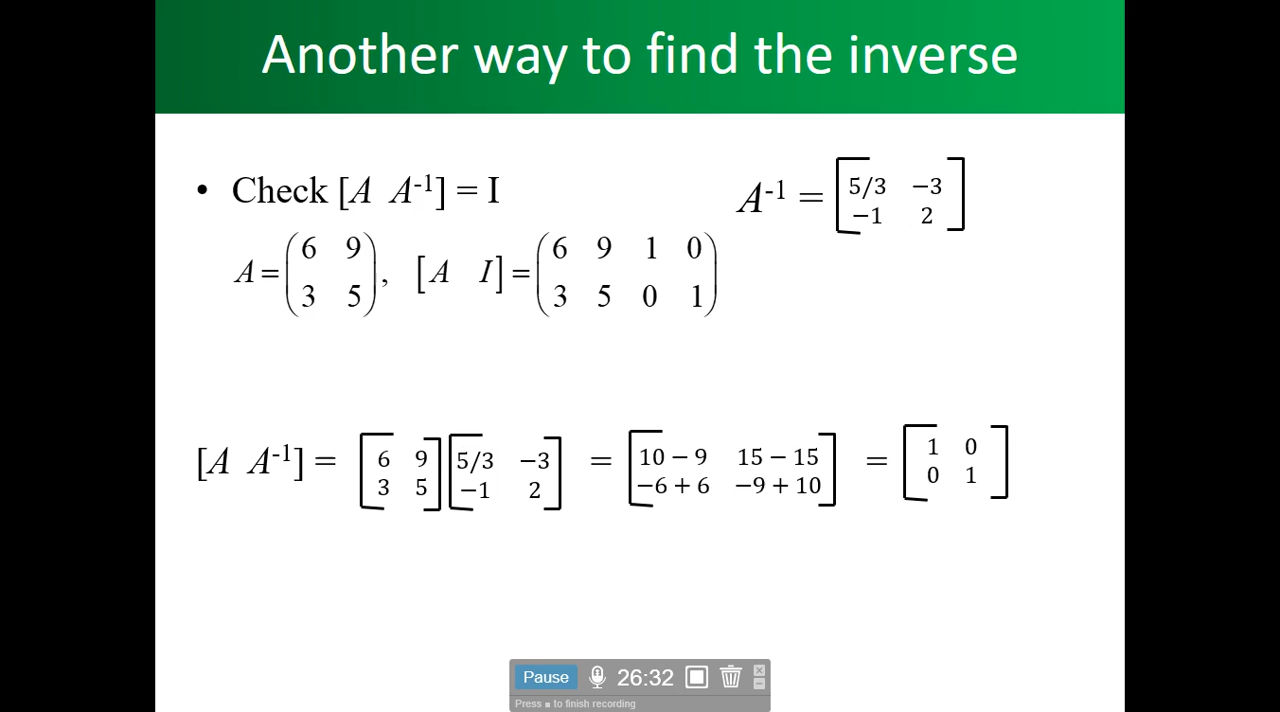 Another way to find the inverse
• Check [A A⁻¹] = I
A⁻¹ = [5/3 −3
−1 2]
A = (6 9
3 5), [A I] = (6 9 1 0
3 5 0 1)
[A A⁻¹] = [6 9 [5/3 −3 = [10 − 9 15 − 15 = [1 0
3 5] −1 2] −6 + 6 −9 + 10] 0 1]
Pause 26:32
Press ■ to finish recording